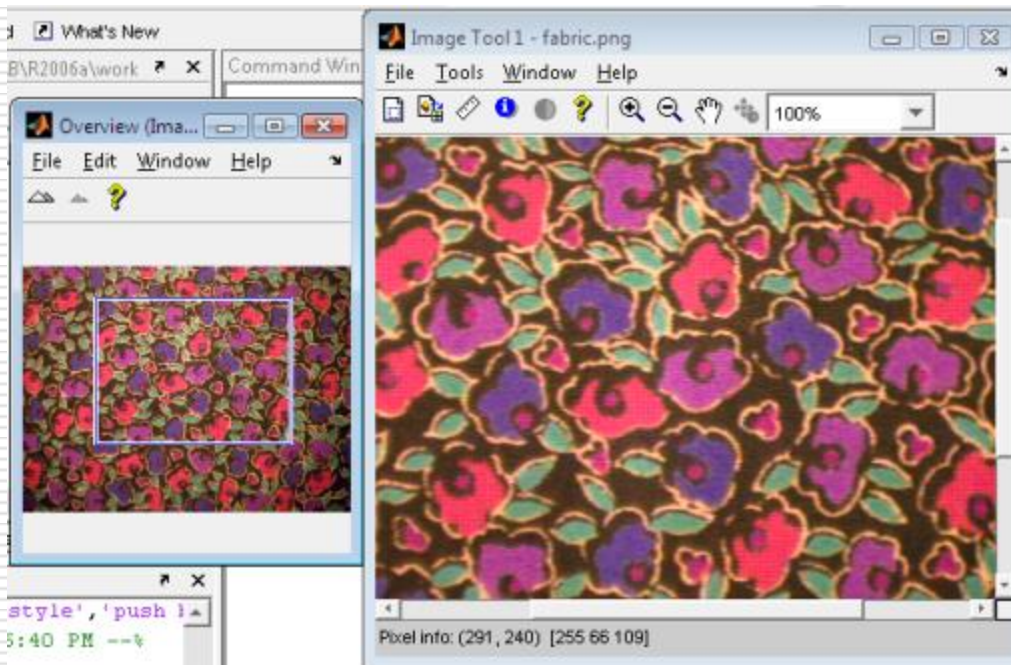 What's New
B\R2006a\work
Command Win
Overview (Ima...
File Edit Window Help
Image Tool 1 - fabric.png
File Tools Window Help
100%
Pixel info: (291, 240) [255 66 109]
style','push
5:40 PM --%